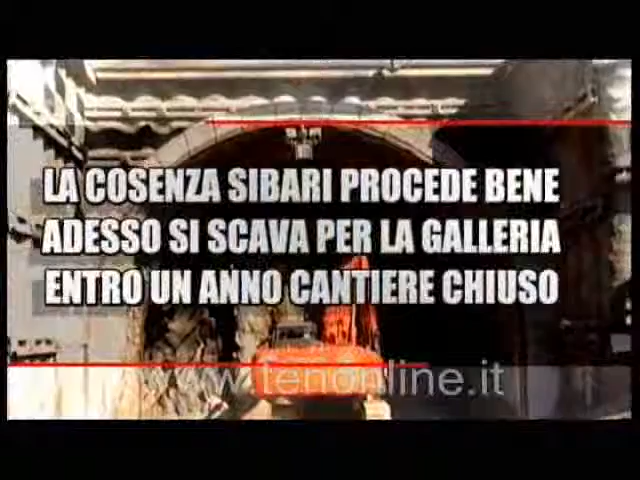 LA COSENZA SIBARI PROCEDE BENE
ADESSO SI SCAVA PER LA GALLERIA
ENTRO UN ANNO CANTIERE CHIUSO
www.tenonline.it